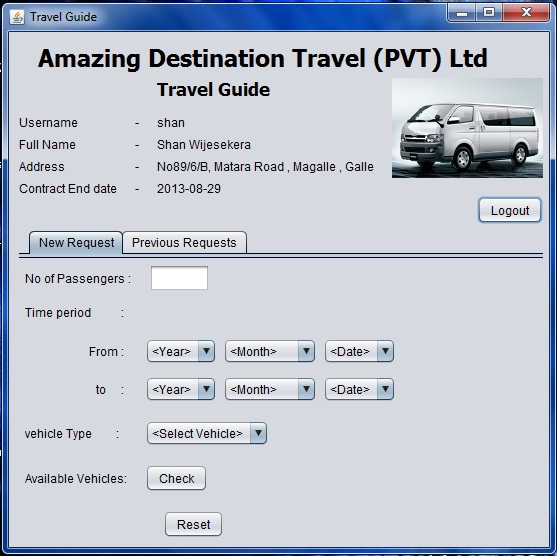 Travel Guide
Amazing Destination Travel (PVT) Ltd
Travel Guide
Username - shan
Full Name - Shan Wijesekera
Address - No89/6/B, Matara Road , Magalle , Galle
Contract End date - 2013-08-29
Logout
New Request Previous Requests
No of Passengers :
Time period :
From : <Year> <Month> <Date>
to : <Year> <Month> <Date>
vehicle Type : <Select Vehicle>
Available Vehicles: Check
Reset